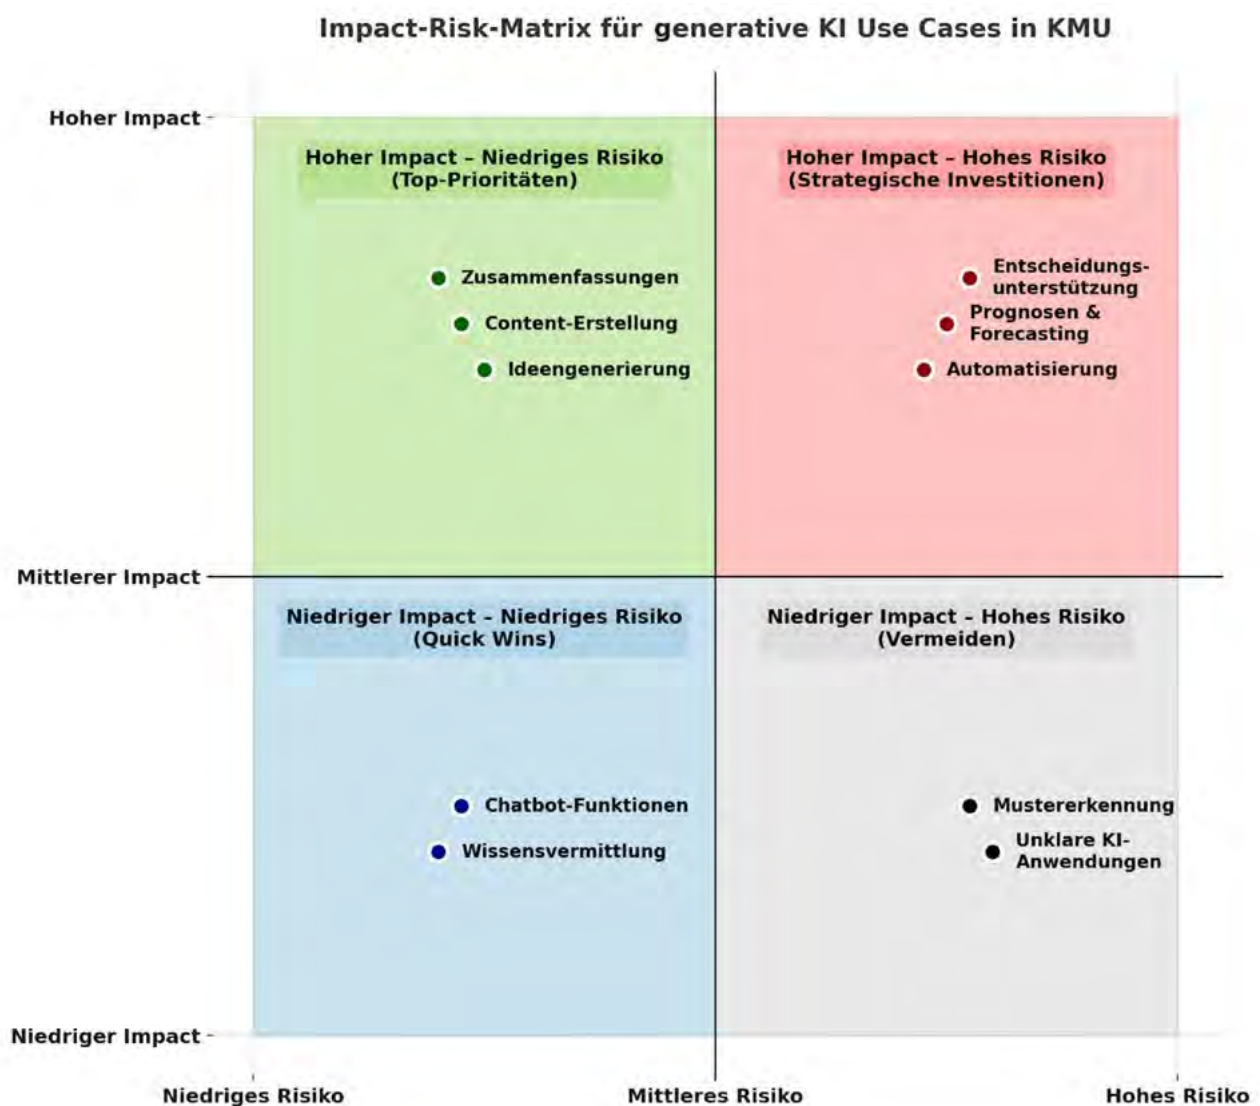 Impact-Risk-Matrix für generative KI Use Cases in KMU
Hoher Impact
Hoher Impact – Niedriges Risiko
(Top-Prioritäten)
Hoher Impact – Hohes Risiko
(Strategische Investitionen)
Zusammenfassungen
Content-Erstellung
Ideengenerierung
Entscheidungs-
unterstützung
Prognosen &
Forecasting
Automatisierung
Mittlerer Impact
Niedriger Impact – Niedriges Risiko
(Quick Wins)
Niedriger Impact – Hohes Risiko
(Vermeiden)
Chatbot-Funktionen
Wissensvermittlung
Mustererkennung
Unklare KI-
Anwendungen
Niedriger Impact
Niedriges Risiko
Mittleres Risiko
Hohes Risiko